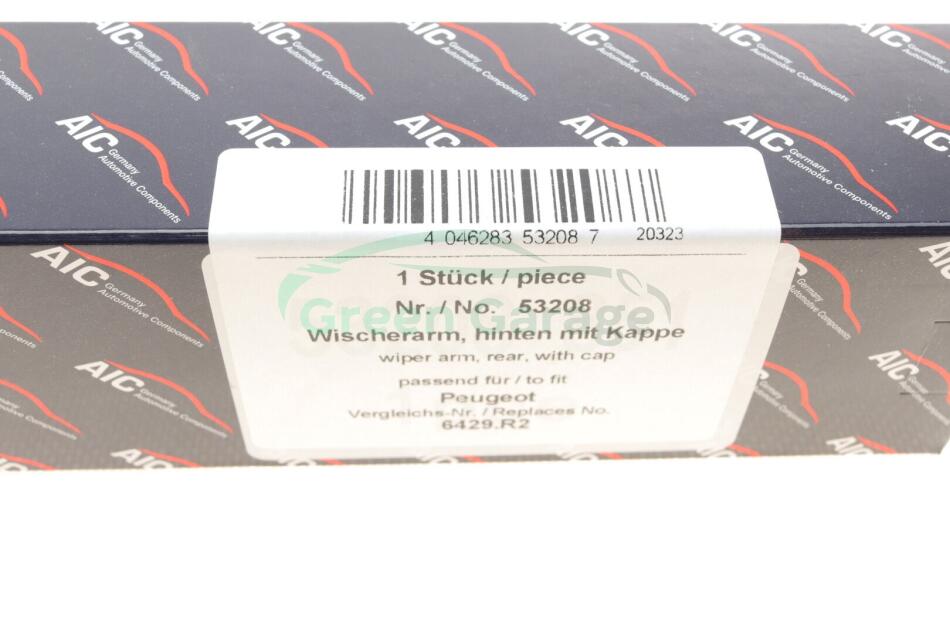 AIC Germany
Automotive Components
4 046283 53208 7 20323
1 Stück / piece
Nr. / No. 53208
Green Garage
Wischerarm, hinten mit Kappe
wiper arm, rear, with cap
passend für / to fit
Peugeot
Vergleichs-Nr. / Replaces No.
6429.R2